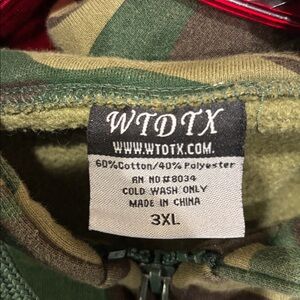 WTDTX
WWW.WTDTX.COM.
60%Cotton/40% Polyester
RN NO#8034
COLD WASH ONLY
MADE IN CHINA
3XL